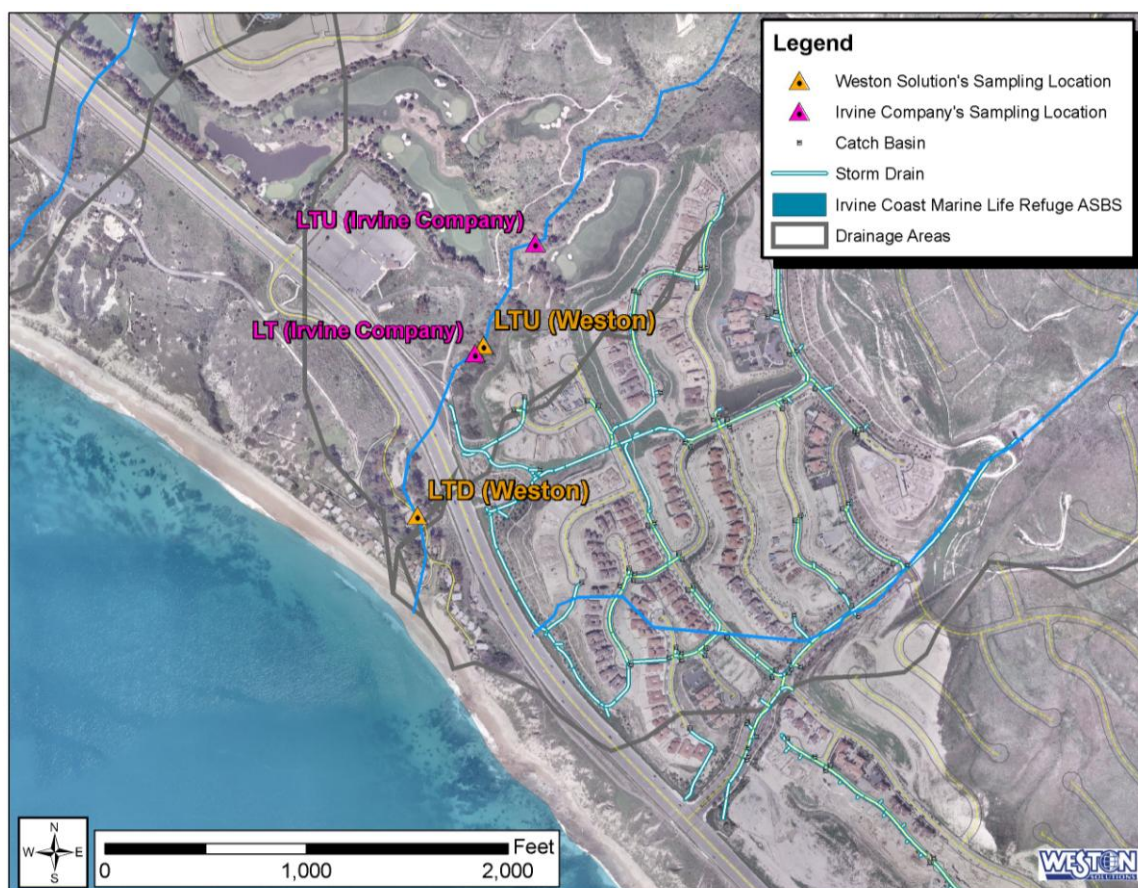 Legend
Weston Solution's Sampling Location
Irvine Company's Sampling Location
Catch Basin
Storm Drain
Irvine Coast Marine Life Refuge ASBS
Drainage Areas
LTU (Irvine Company)
LTU (Weston)
LT (Irvine Company)
LTD (Weston)
N
W E
S
Feet
0 1,000 2,000
WESTON
SOLUTIONS